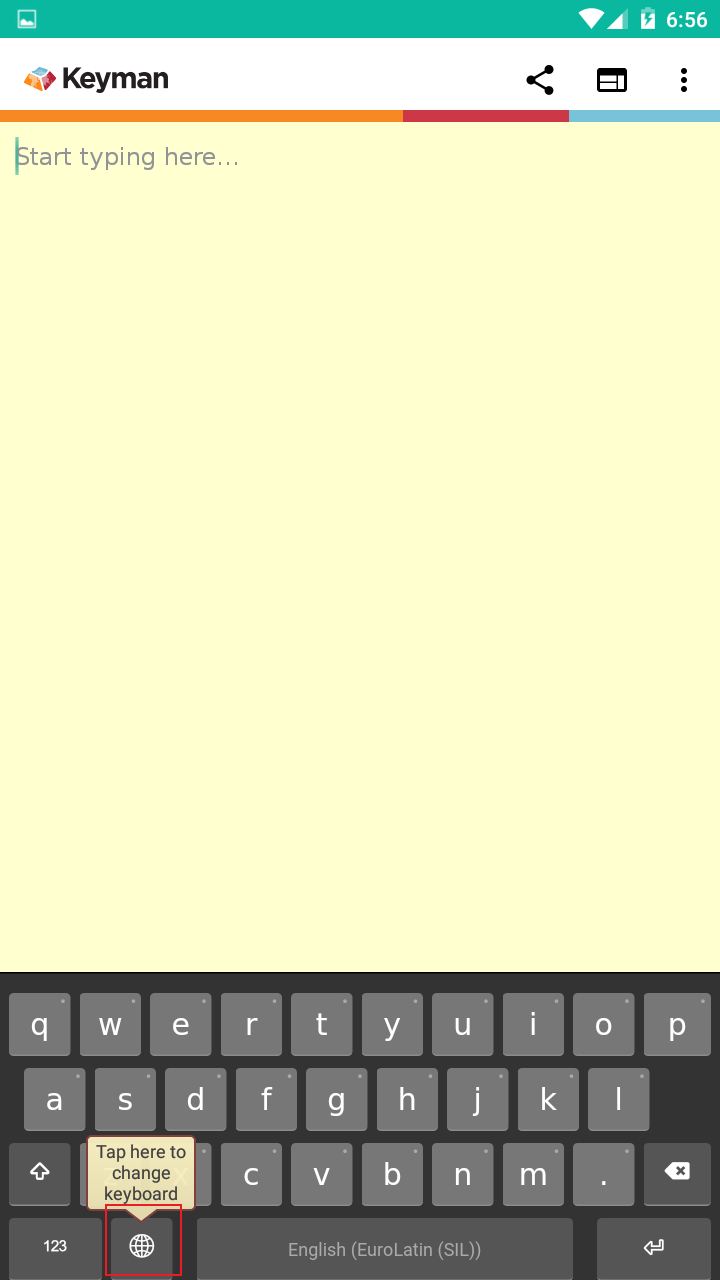 6:56
Keyman
Start typing here...
q w e r t y u i o p
a s d f g h j k l
Tap here to
change
keyboard
c v b n m .
123
English (EuroLatin (SIL))